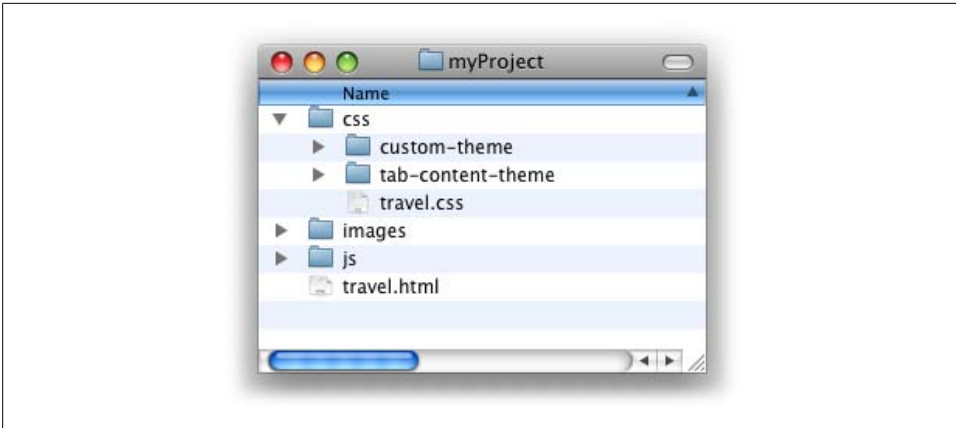 myProject
Name
css
custom-theme
tab-content-theme
travel.css
images
js
travel.html